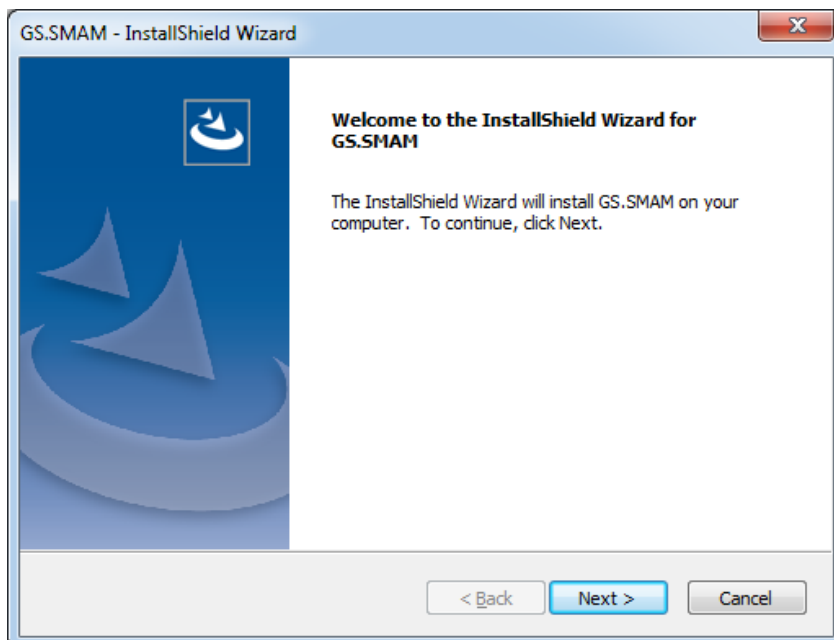 GS.SMAM - InstallShield Wizard
Welcome to the InstallShield Wizard for
GS.SMAM
The InstallShield Wizard will install GS.SMAM on your
computer. To continue, click Next.
< Back
Next >
Cancel